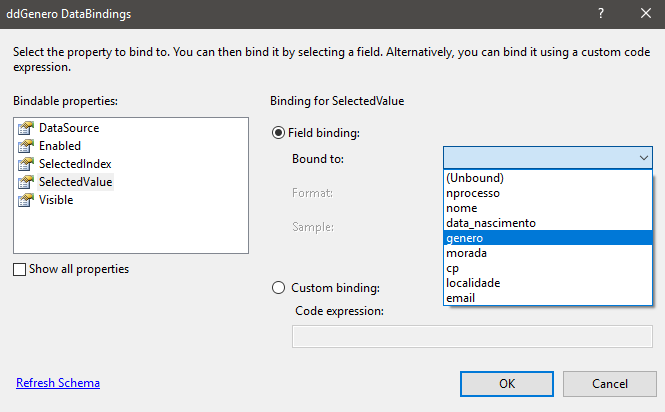 ddGenero DataBindings
?
Select the property to bind to. You can then bind it by selecting a field. Alternatively, you can bind it using a custom code
expression.
Bindable properties:
DataSource
Enabled
SelectedIndex
SelectedValue
Visible
Show all properties
Binding for SelectedValue
Field binding:
Bound to:
(Unbound)
nprocesso
nome
data_nascimento
genero
morada
cp
localidade
email
Format:
Sample:
Custom binding:
Code expression:
Refresh Schema
OK
Cancel